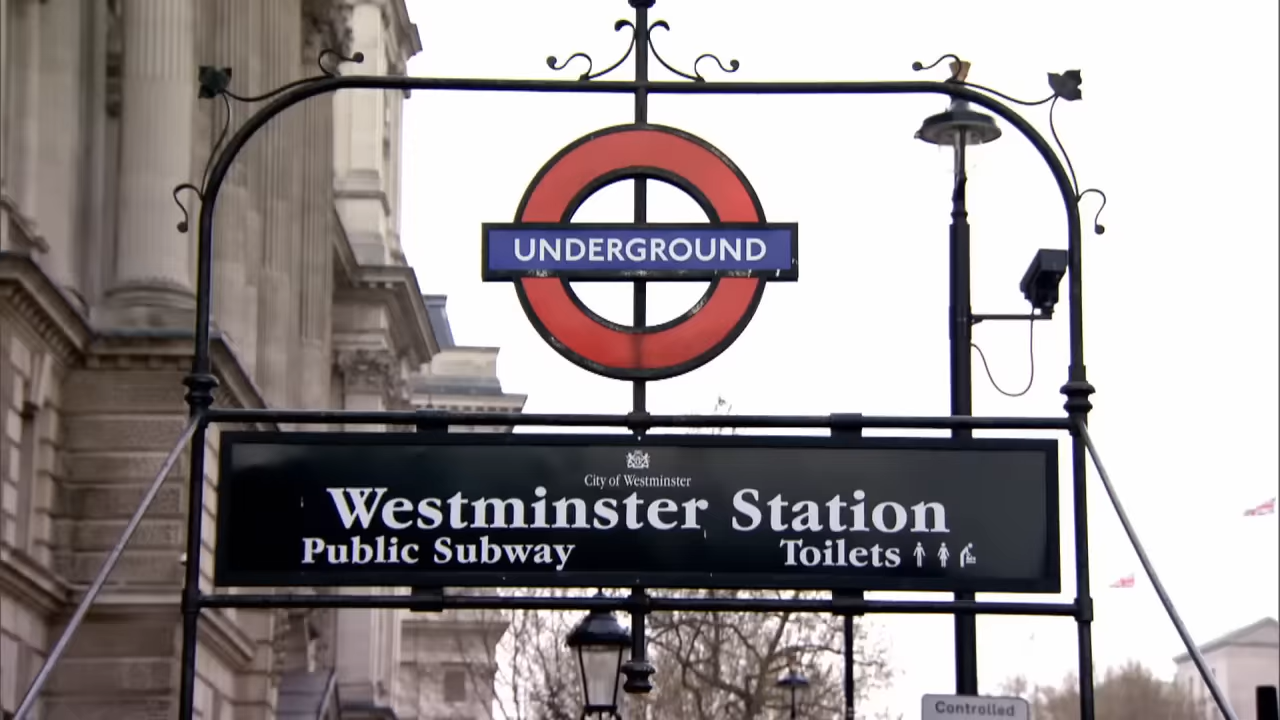 UNDERGROUND
City of Westminster
Westminster Station
Public Subway Toilets
Controlled